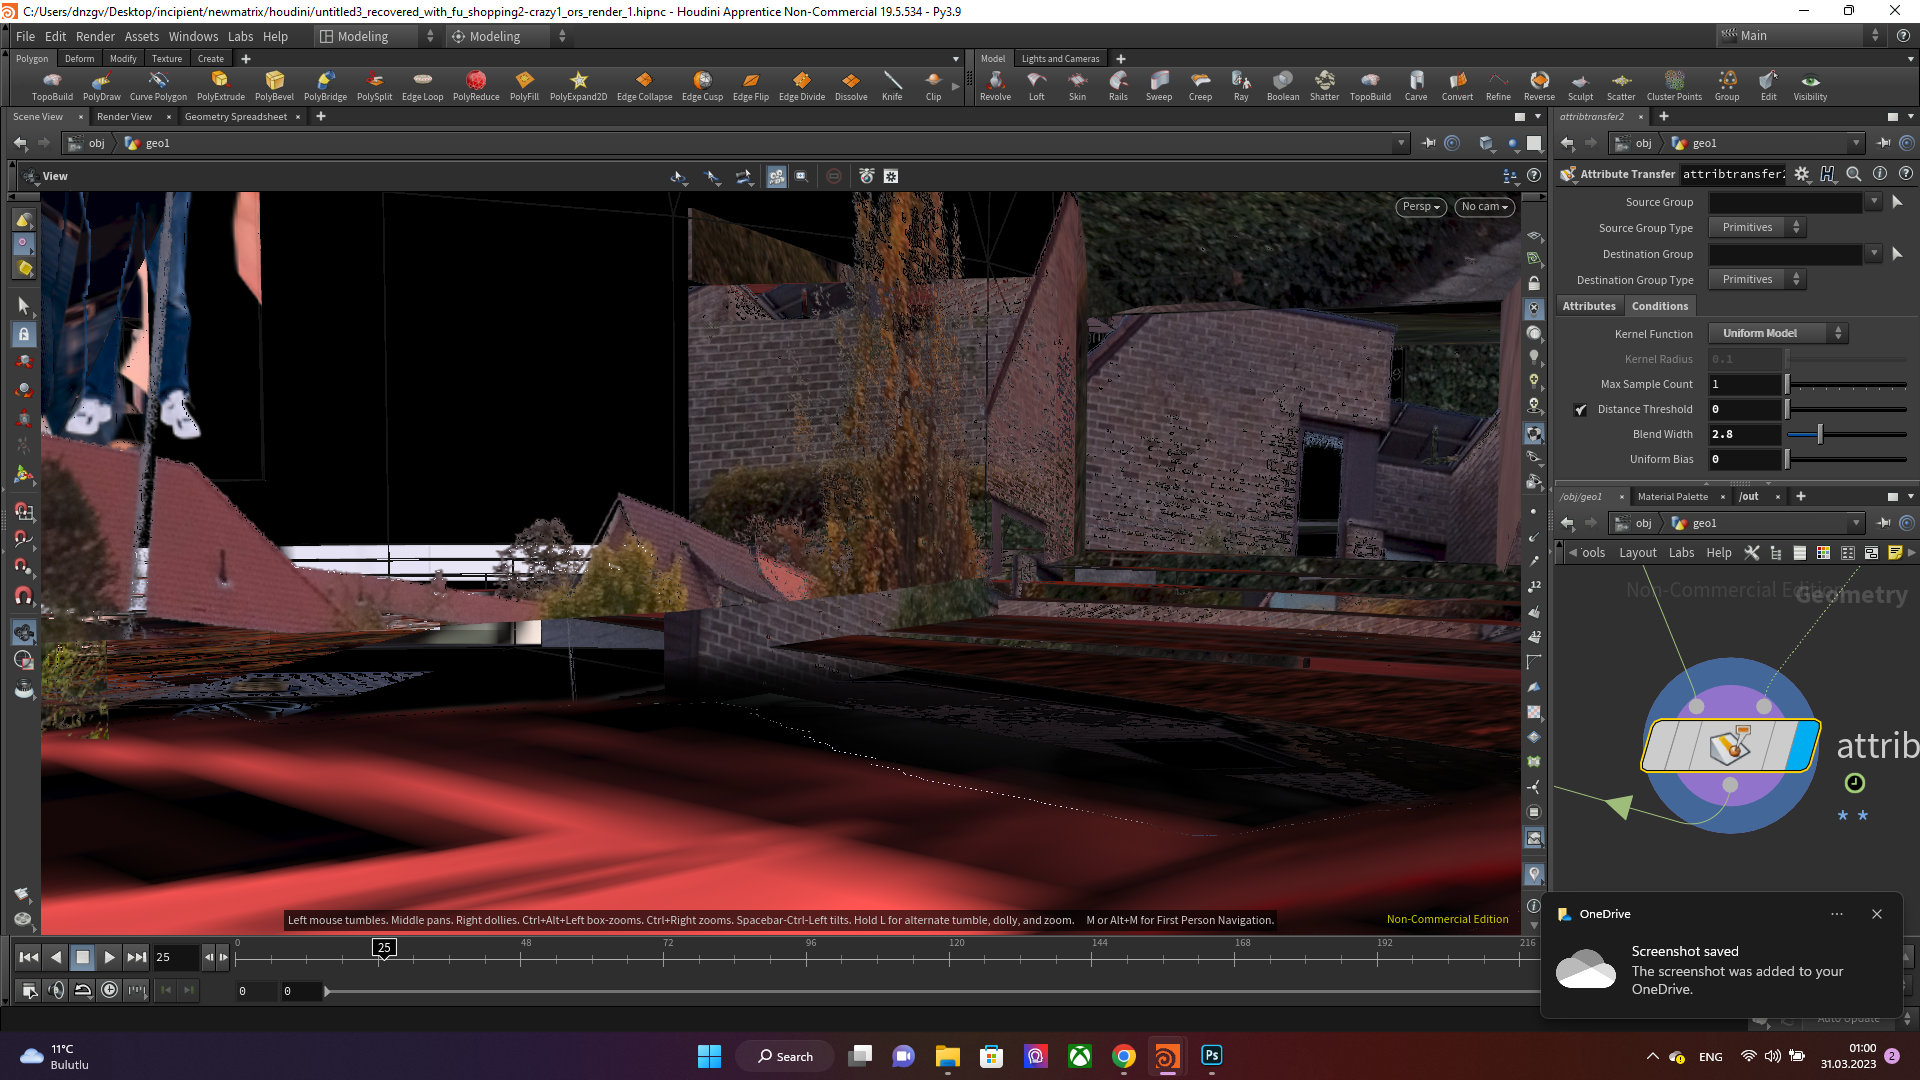 C:/Users/dnzgv/Desktop/incipient/newmatrix/houdini/untitled3_recovered_with_fu_shopping2-crazy1_ors_render_1.hipnc - Houdini Apprentice Non-Commercial 19.5.534 - Py3.9
File Edit Render Assets Windows Labs Help Modeling Modeling Main
Polygon Deform Modify Texture Create Model Lights and Cameras
TopoBuild PolyDraw Curve Polygon PolyExtrude PolyBevel PolyBridge PolySplit Edge Loop PolyReduce PolyFill PolyExpand2D Edge Collapse Edge Cusp Edge Flip Edge Divide Dissolve Knife Clip Revolve Loft Skin Rails Sweep Creep Ray Boolean Shatter TopoBuild Carve Convert Refine Reverse Sculpt Scatter Cluster Points Group Edit Visibility
Scene View Render View Geometry Spreadsheet attribtransfer2
obj geo1 obj geo1
View
Persp No cam
Attribute Transfer attribtransfer2
Source Group
Source Group Type Primitives
Destination Group
Destination Group Type Primitives
Attributes Conditions
Kernel Function Uniform Model
Kernel Radius 0.1
Max Sample Count 1
Distance Threshold 0
Blend Width 2.8
Uniform Bias 0
/obj/geo1 Material Palette /out
obj geo1
ools Layout Labs Help
Non-Commercial Edition
Geometry
attrib
Left mouse tumbles. Middle pans. Right dollies. Ctrl+Alt+Left box-zooms. Ctrl+Right zooms. Spacebar-Ctrl-Left tilts. Hold L for alternate tumble, dolly, and zoom. M or Alt+M for First Person Navigation.
Non-Commercial Edition
25
0 25 48 72 96 120 144 168 192 216
0 0
OneDrive
Screenshot saved
The screenshot was added to your
OneDrive.
Auto Update
11°C
Bulutlu
Search
Ps
ENG
01:00
31.03.2023
2